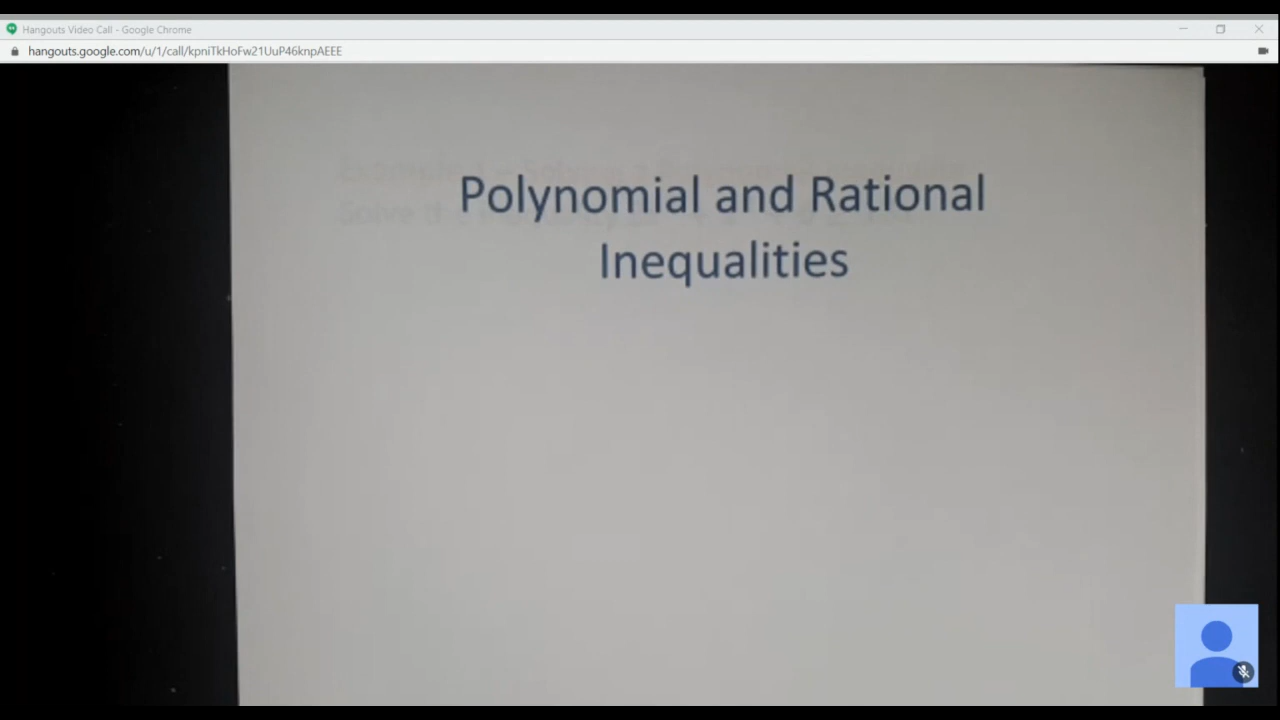 Hangouts Video Call - Google Chrome
hangouts.google.com/u/1/call/kpniTkHoFw21UuP46knpAEEE
Polynomial and Rational
Inequalities